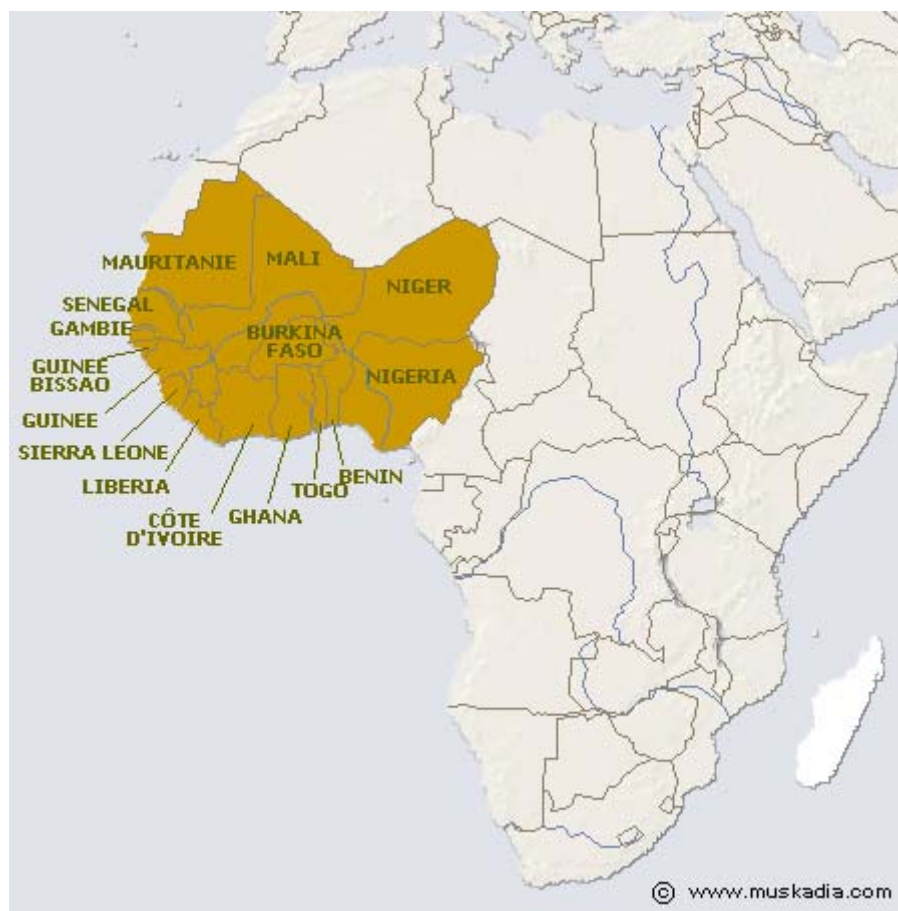 MAURITANIE
MALI
NIGER
SENEGAL
GAMBIE
BURKINA
FASO
GUINEE
BISSAO
NIGERIA
GUINEE
SIERRA LEONE
LIBERIA
CÔTE
D'IVOIRE
GHANA
TOGO
BENIN
© www.muskadia.com